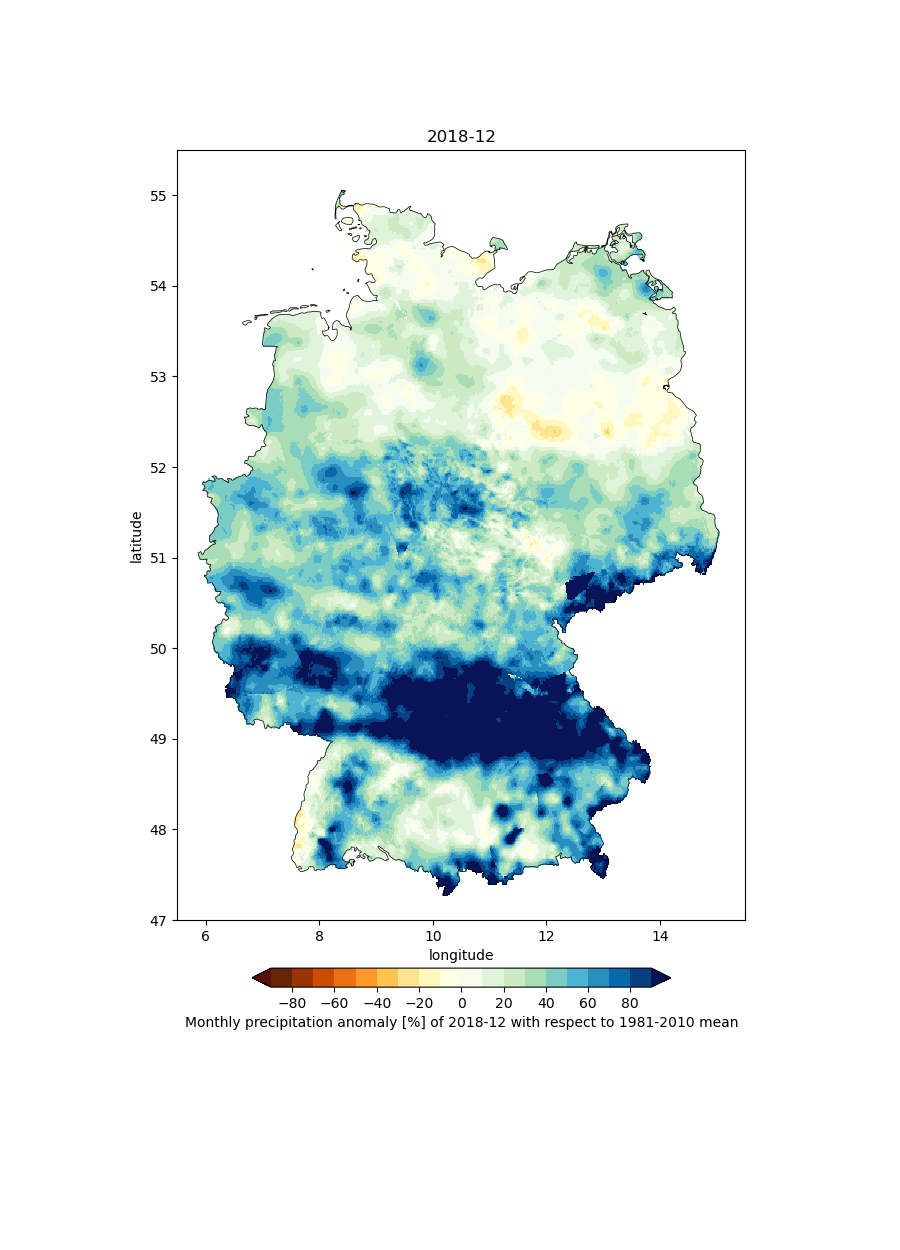 2018-12
55
54
53
52
51
50
49
48
47
latitude
6 8 10 12 14
longitude
−80 −60 −40 −20 0 20 40 60 80
Monthly precipitation anomaly [%] of 2018-12 with respect to 1981-2010 mean